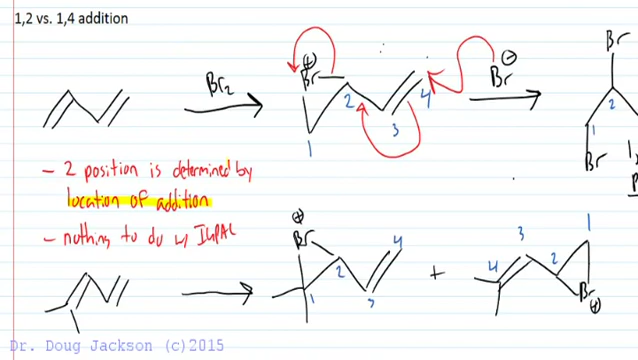 1,2 vs. 1,4 addition
Br
⊕
Br
⊖
Br
Br2
2
4
3
1
2
1
Br
- 2 position is determined by
location of addition
- nothing to do w/ IUPAC
⊕
Br
4
2
1
3
+
1
3
2
4
Br
⊕
Dr. Doug Jackson (c)2015